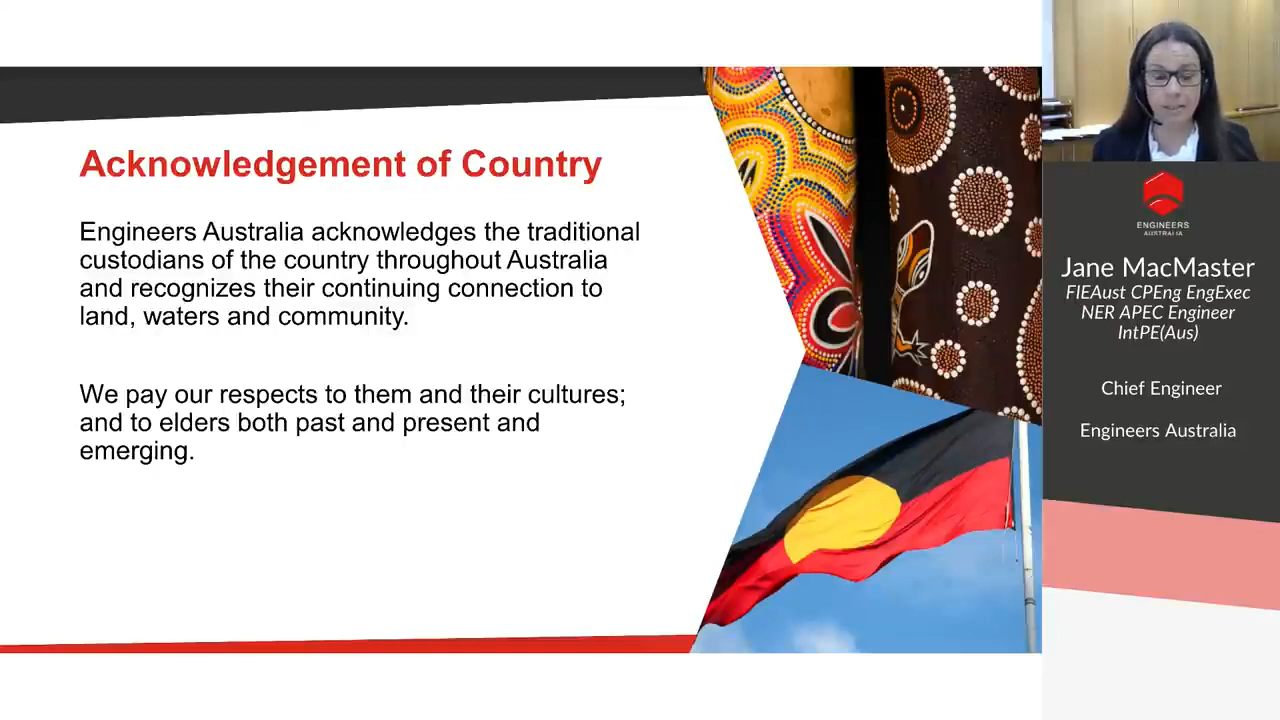 Acknowledgement of Country
Engineers Australia acknowledges the traditional
custodians of the country throughout Australia
and recognizes their continuing connection to
land, waters and community.
We pay our respects to them and their cultures;
and to elders both past and present and
emerging.
ENGINEERS
AUSTRALIA
Jane MacMaster
FIEAust CPEng EngExec
NER APEC Engineer
IntPE(Aus)
Chief Engineer
Engineers Australia